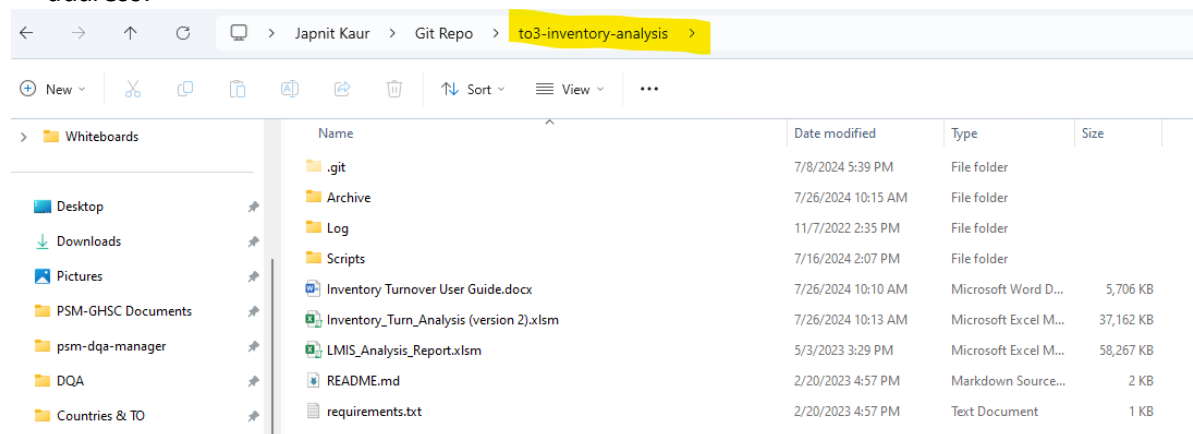 Japnit Kaur > Git Repo > to3-inventory-analysis >
New Sort View ...
Name Date modified Type Size
> Whiteboards
.git 7/8/2024 5:39 PM File folder
Desktop
Archive 7/26/2024 10:15 AM File folder
Downloads
Log 11/7/2022 2:35 PM File folder
Scripts 7/16/2024 2:07 PM File folder
Pictures
Inventory Turnover User Guide.docx 7/26/2024 10:10 AM Microsoft Word D... 5,706 KB
PSM-GHSC Documents
Inventory_Turn_Analysis (version 2).xlsm 7/26/2024 10:13 AM Microsoft Excel M... 37,162 KB
psm-dqa-manager
LMIS_Analysis_Report.xlsm 5/3/2023 3:29 PM Microsoft Excel M... 58,267 KB
DQA
README.md 2/20/2023 4:57 PM Markdown Source... 2 KB
Countries & TO
requirements.txt 2/20/2023 4:57 PM Text Document 1 KB